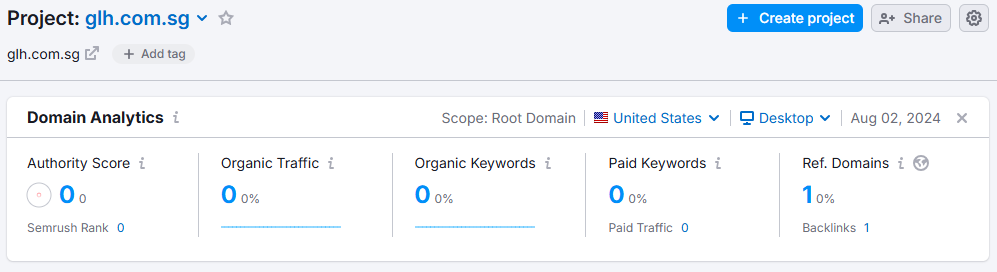 Project: glh.com.sg
+ Create project
Share
glh.com.sg
+ Add tag
Domain Analytics i
Scope: Root Domain
United States
Desktop
Aug 02, 2024
Authority Score i
0 0
Semrush Rank 0
Organic Traffic i
0 0%
Organic Keywords i
0 0%
Paid Keywords i
0 0%
Paid Traffic 0
Ref. Domains i
1 0%
Backlinks 1